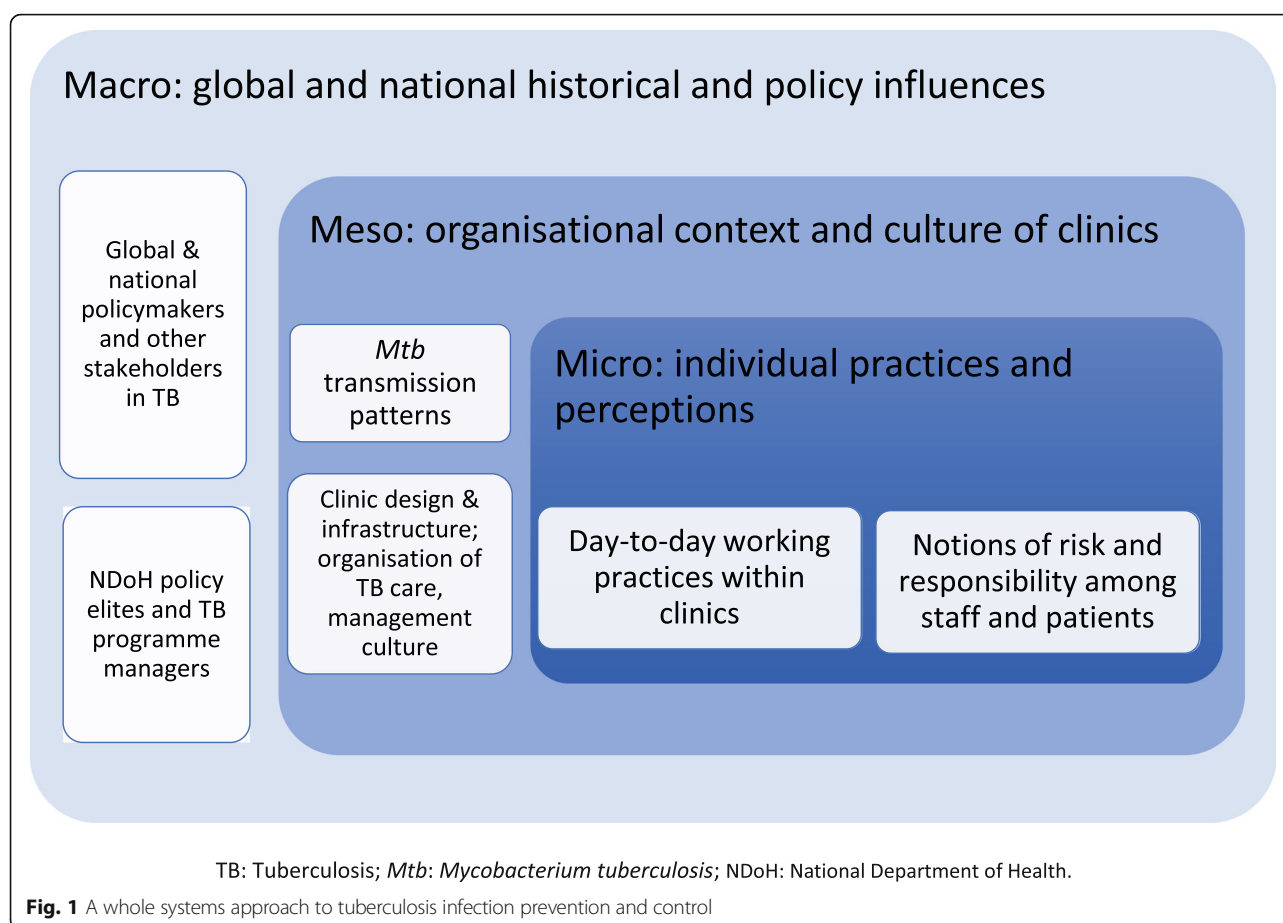 Macro: global and national historical and policy influences
Global &
national
policymakers
and other
stakeholders
in TB
NDoH policy
elites and TB
programme
managers
Meso: organisational context and culture of clinics
Mtb
transmission
patterns
Clinic design &
infrastructure;
organisation of
TB care,
management
culture
Micro: individual practices and
perceptions
Day-to-day working
practices within
clinics
Notions of risk and
responsibility among
staff and patients
TB: Tuberculosis; Mtb: Mycobacterium tuberculosis; NDoH: National Department of Health.
Fig. 1 A whole systems approach to tuberculosis infection prevention and control